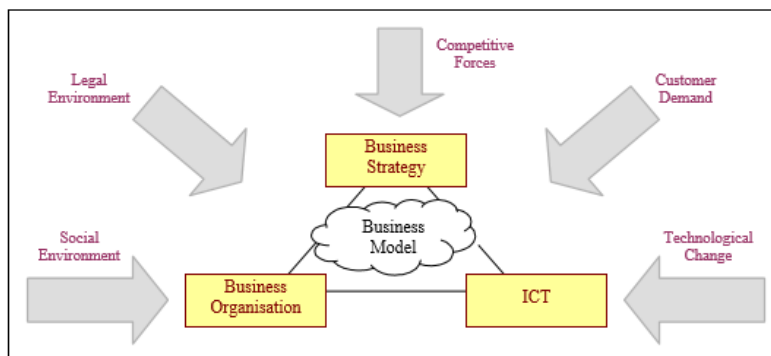 Competitive
Forces
Legal
Environment
Customer
Demand
Business
Strategy
Business
Model
Social
Environment
Technological
Change
Business
Organisation
ICT